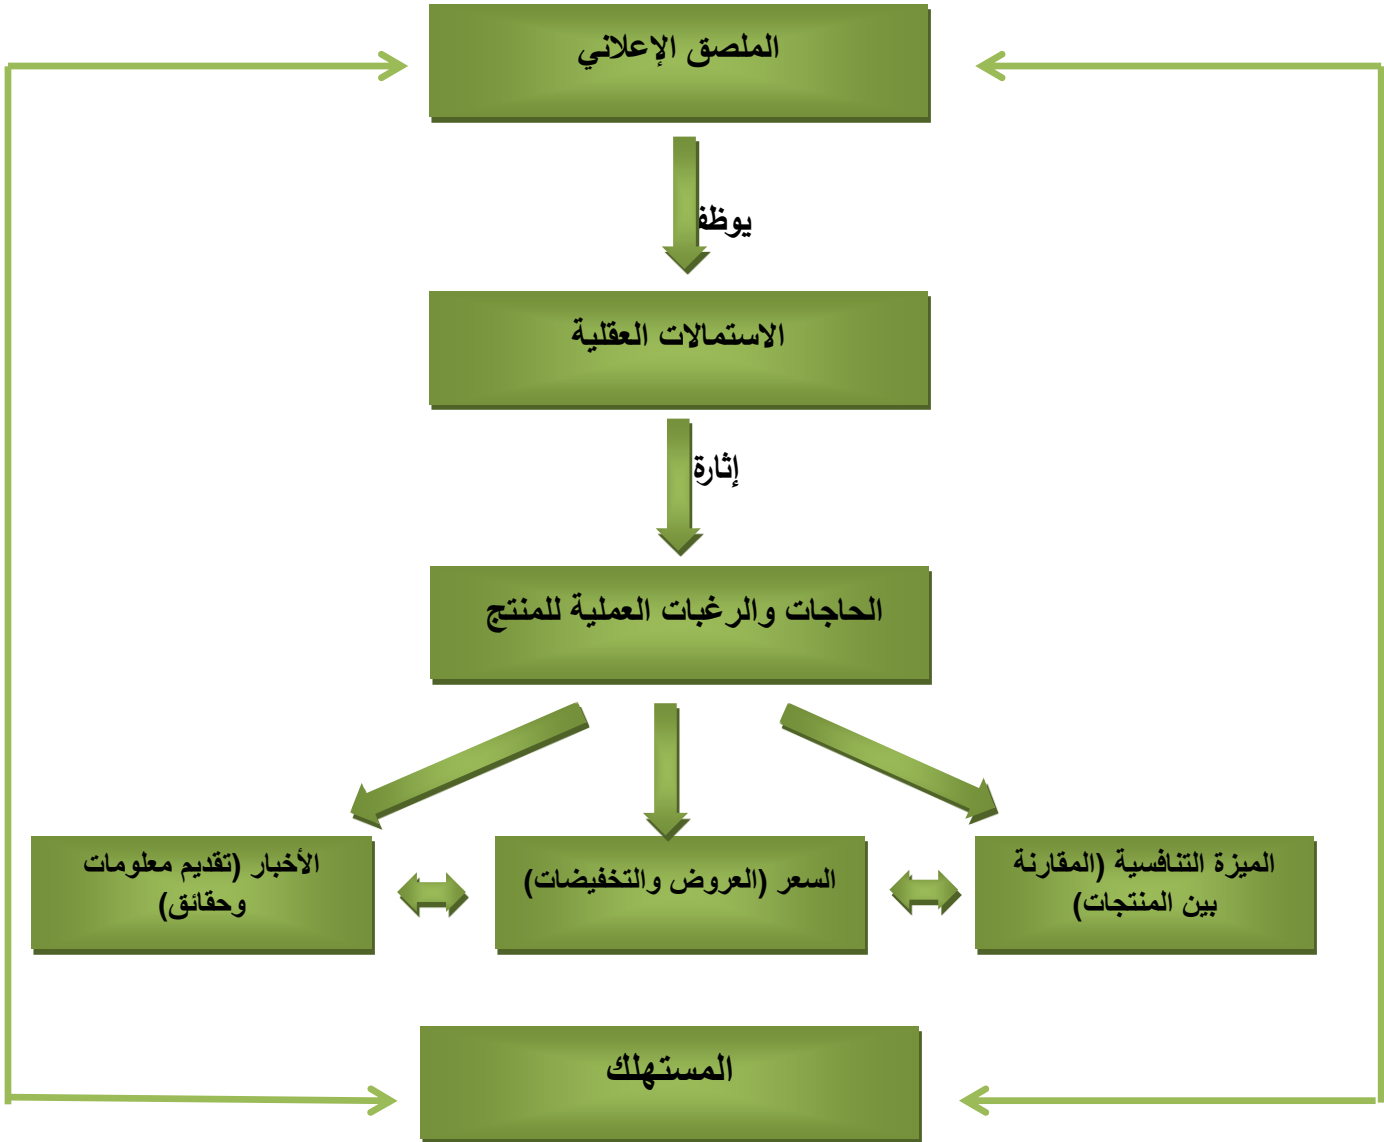 الملصق الإعلاني
يوظف
الاستمالات العقلية
إثارة
الحاجات والرغبات العملية للمنتج
الميزة التنافسية (المقارنة
بين المنتجات)
السعر (العروض والتخفيضات)
الأخبار (تقديم معلومات
وحقائق)
المستهلك